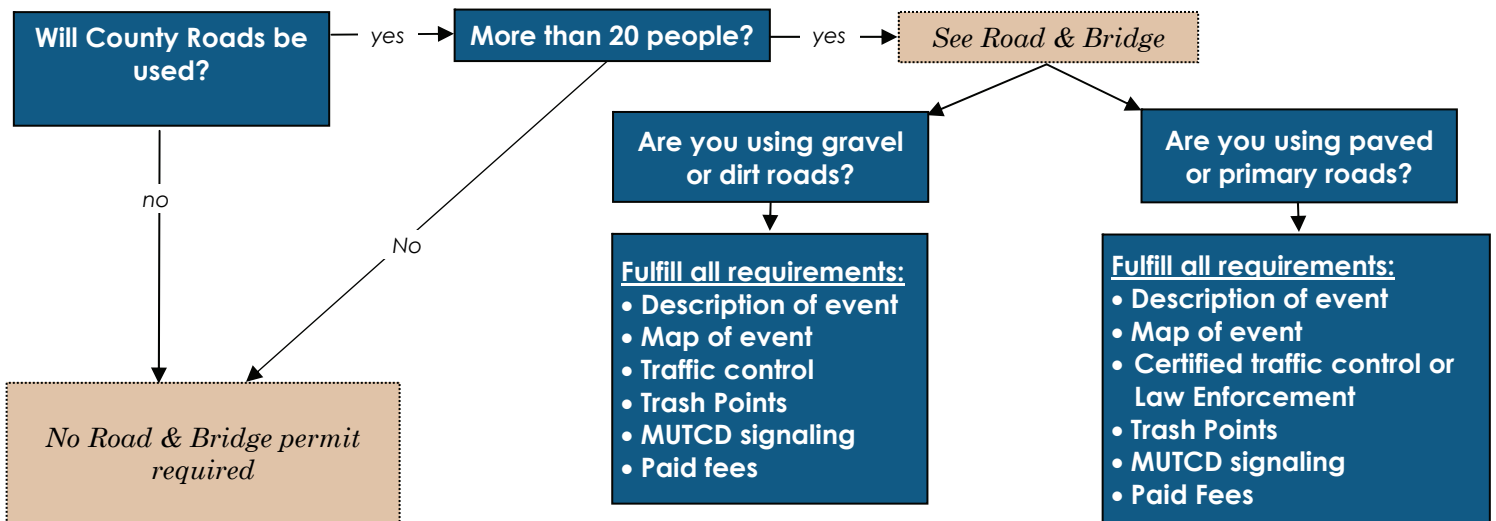 Will County Roads be
used?
yes
More than 20 people?
yes
See Road & Bridge
no
No
No Road & Bridge permit
required
Are you using gravel
or dirt roads?
Fulfill all requirements:
• Description of event
• Map of event
• Traffic control
• Trash Points
• MUTCD signaling
• Paid fees
Are you using paved
or primary roads?
Fulfill all requirements:
• Description of event
• Map of event
• Certified traffic control or
Law Enforcement
• Trash Points
• MUTCD signaling
• Paid Fees